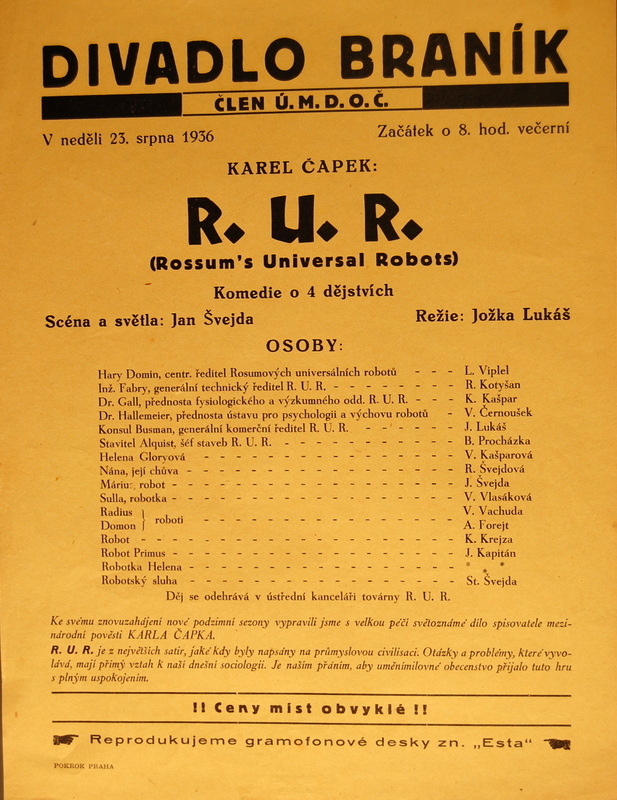 DIVADLO BRANÍK
ČLEN Ú. M. D. O. Č.
V neděli 23. srpna 1936
Začátek o 8. hod. večerní
KAREL ČAPEK:
R. U. R.
(Rossum's Universal Robots)
Komedie o 4 dějstvích
Scéna a světla: Jan Švejda
Režie: Jožka Lukáš
OSOBY:
Hary Domin, centr. ředitel Rosumových universálních robotů - - - L. Viplel
Inž. Fabry, generální technický ředitel R. U. R. - - - - - - - R. Kotyšan
Dr. Gall, přednosta fysiologického a výzkumného odd. R. U. R. - - - K. Kašpar
Dr. Hallemeier, přednosta ústavu pro psychologii a výchovu robotů - - V. Černoušek
Konsul Busman, generální komerční ředitel R. U. R. - - - - - - J. Lukáš
Stavitel Alquist, šéf staveb R. U. R. - - - - - - - - - - B. Procházka
Helena Gloryová - - - - - - - - - - - - - - V. Kašparová
Nána, její chůva - - - - - - - - - - - - - - R. Švejdová
Máriu: robot - - - - - - - - - - - - - - - J. Švejda
Sulla, robotka - - - - - - - - - - - - - - - V. Vlasáková
Radius } V. Vachuda
roboti - - - - - - - - - - - - - -
Domon } A. Forejt
Robot - - - - - - - - - - - - - - - - - K. Krejza
Robot Primus - - - - - - - - - - - - - - - J. Kapitán
Robotka Helena - - - - - - - - - - - - - - * * *
Robotský sluha - - - - - - - - - - - - - - St. Švejda
Děj se odehrává v ústřední kanceláři továrny R. U. R.
Ke svému znovuzahájení nové podzimní sezony vypravili jsme s velkou péčí světoznámé dílo spisovatele mezi-
národní pověsti KARLA ČAPKA.
R. U. R. je z největších satir, jaké kdy byly napsány na průmyslovou civilisaci. Otázky a problémy, které vyvo-
lává, mají přímý vztah k naší dnešní sociologii. Je naším přáním, aby uměnímilovné obecenstvo přijalo tuto hru
s plným uspokojením.
!! Ceny míst obvyklé !!
Reprodukujeme gramofonové desky zn. „Esta"
POKROK PRAHA